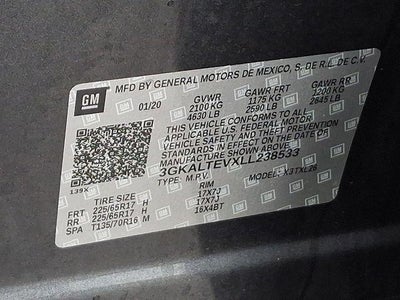 GM
MFD BY GENERAL MOTORS DE MEXICO, S. DE R.L. DE C.V.
01/20 GVWR GAWR FRT GAWR RR
2100 KG 1175 KG 1200 KG
4630 LB 2590 LB 2645 LB
THIS VEHICLE CONFORMS TO ALL
APPLICABLE U.S. FEDERAL MOTOR
VEHICLE SAFETY AND THEFT PREVENTION
STANDARDS IN EFFECT ON THE DATE OF
MANUFACTURE SHOWN ABOVE.
3GKALTEVXLL238533
TYPE: M.P.V. MODEL: X3TXL26
139X
TIRE SIZE RIM
FRT 225/65R17 H 17X7J
RR 225/65R17 H 17X7J
SPA T135/70R16 M 16X4BT